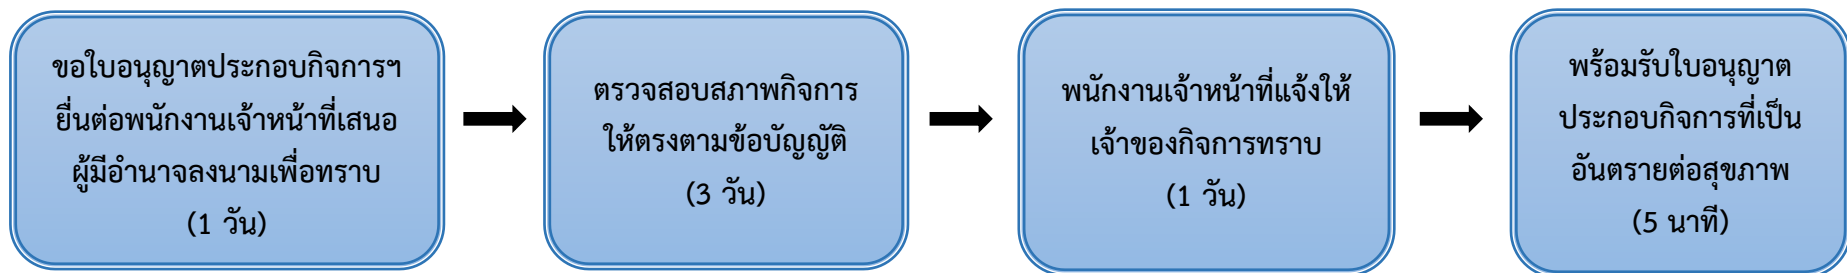 ขอใบอนุญาตประกอบกิจการฯ
ยื่นต่อพนักงานเจ้าหน้าที่เสนอ
ผู้มีอำนาจลงนามเพื่อทราบ
(1 วัน)
ตรวจสอบสภาพกิจการ
ให้ตรงตามข้อบัญญัติ
(3 วัน)
พนักงานเจ้าหน้าที่แจ้งให้
เจ้าของกิจการทราบ
(1 วัน)
พร้อมรับใบอนุญาต
ประกอบกิจการที่เป็น
อันตรายต่อสุขภาพ
(5 นาที)